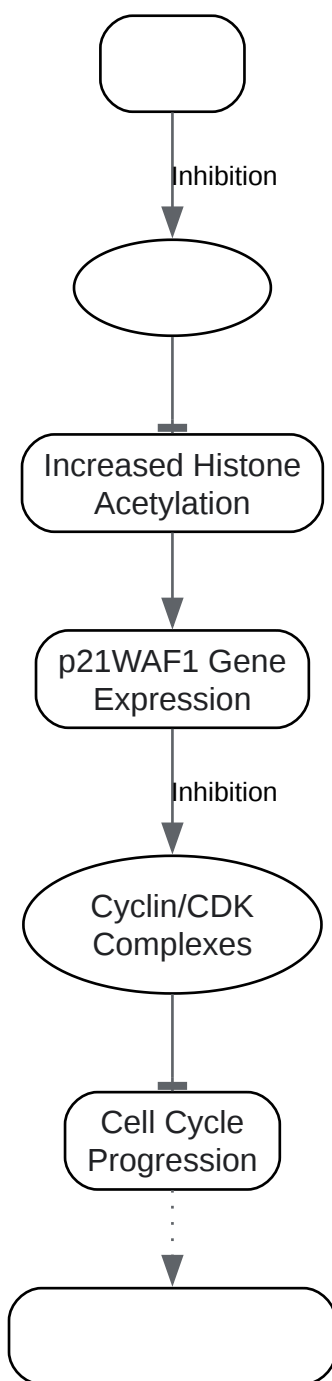 Inhibition
Increased Histone
Acetylation
p21WAF1 Gene
Expression
Inhibition
Cyclin/CDK
Complexes
Cell Cycle
Progression